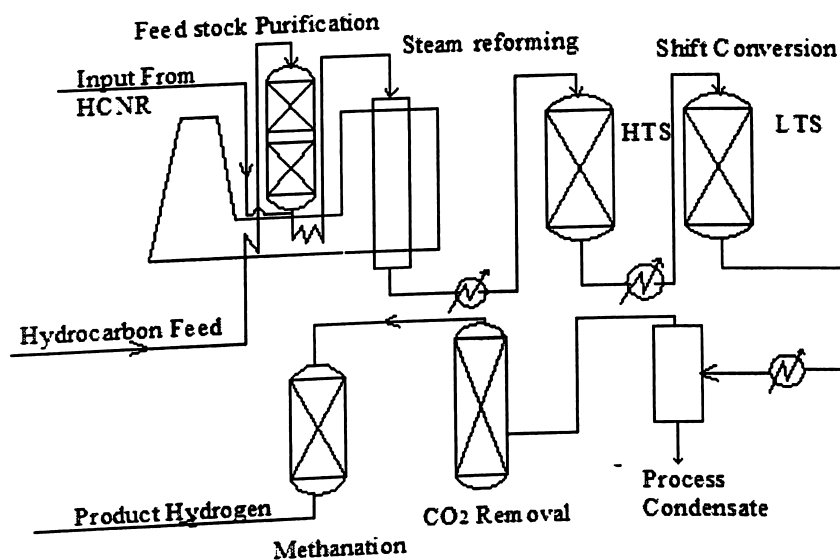 Feed stock Purification
Steam reforming
Shift Conversion
Input From
HCNR
HTS
LTS
Hydrocarbon Feed
Process
Condensate
Product Hydrogen
CO2 Removal
Methanation